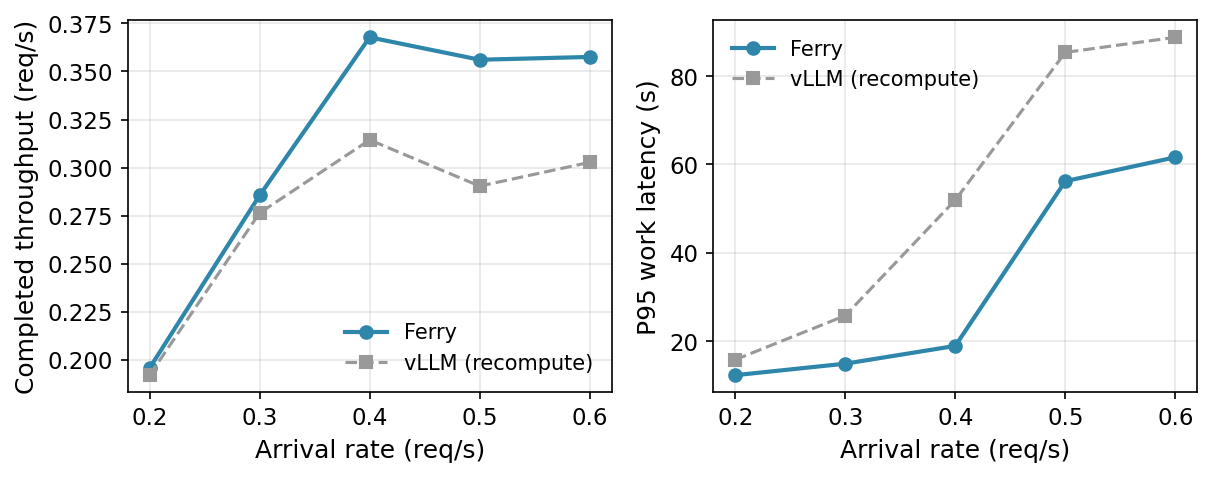 Completed throughput (req/s)
0.375
0.350
0.325
0.300
0.275
0.250
0.225
0.200
Ferry
vLLM (recompute)
0.2 0.3 0.4 0.5 0.6
Arrival rate (req/s)
P95 work latency (s)
80
60
40
20
Ferry
vLLM (recompute)
0.2 0.3 0.4 0.5 0.6
Arrival rate (req/s)